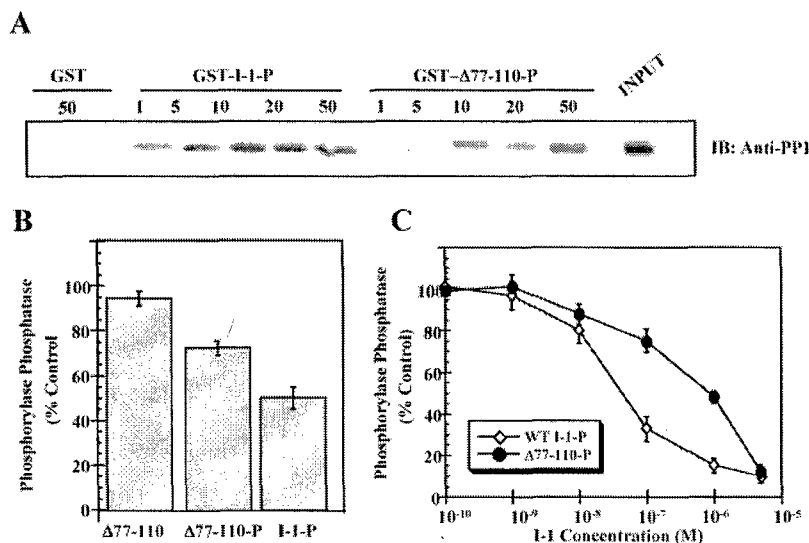 A
GST GST-I-1-P GST–Δ77-110-P INPUT
50 1 5 10 20 50 1 5 10 20 50
IB: Anti-PP1
B
Phosphorylase Phosphatase
(% Control)
100
80
60
40
20
0
Δ77-110 Δ77-110-P I-1-P
C
Phosphorylase Phosphatase
(% Control)
100
80
60
40
20
0
WT I-1-P
Δ77-110-P
10⁻¹⁰ 10⁻⁹ 10⁻⁸ 10⁻⁷ 10⁻⁶ 10⁻⁵
I-1 Concentration (M)